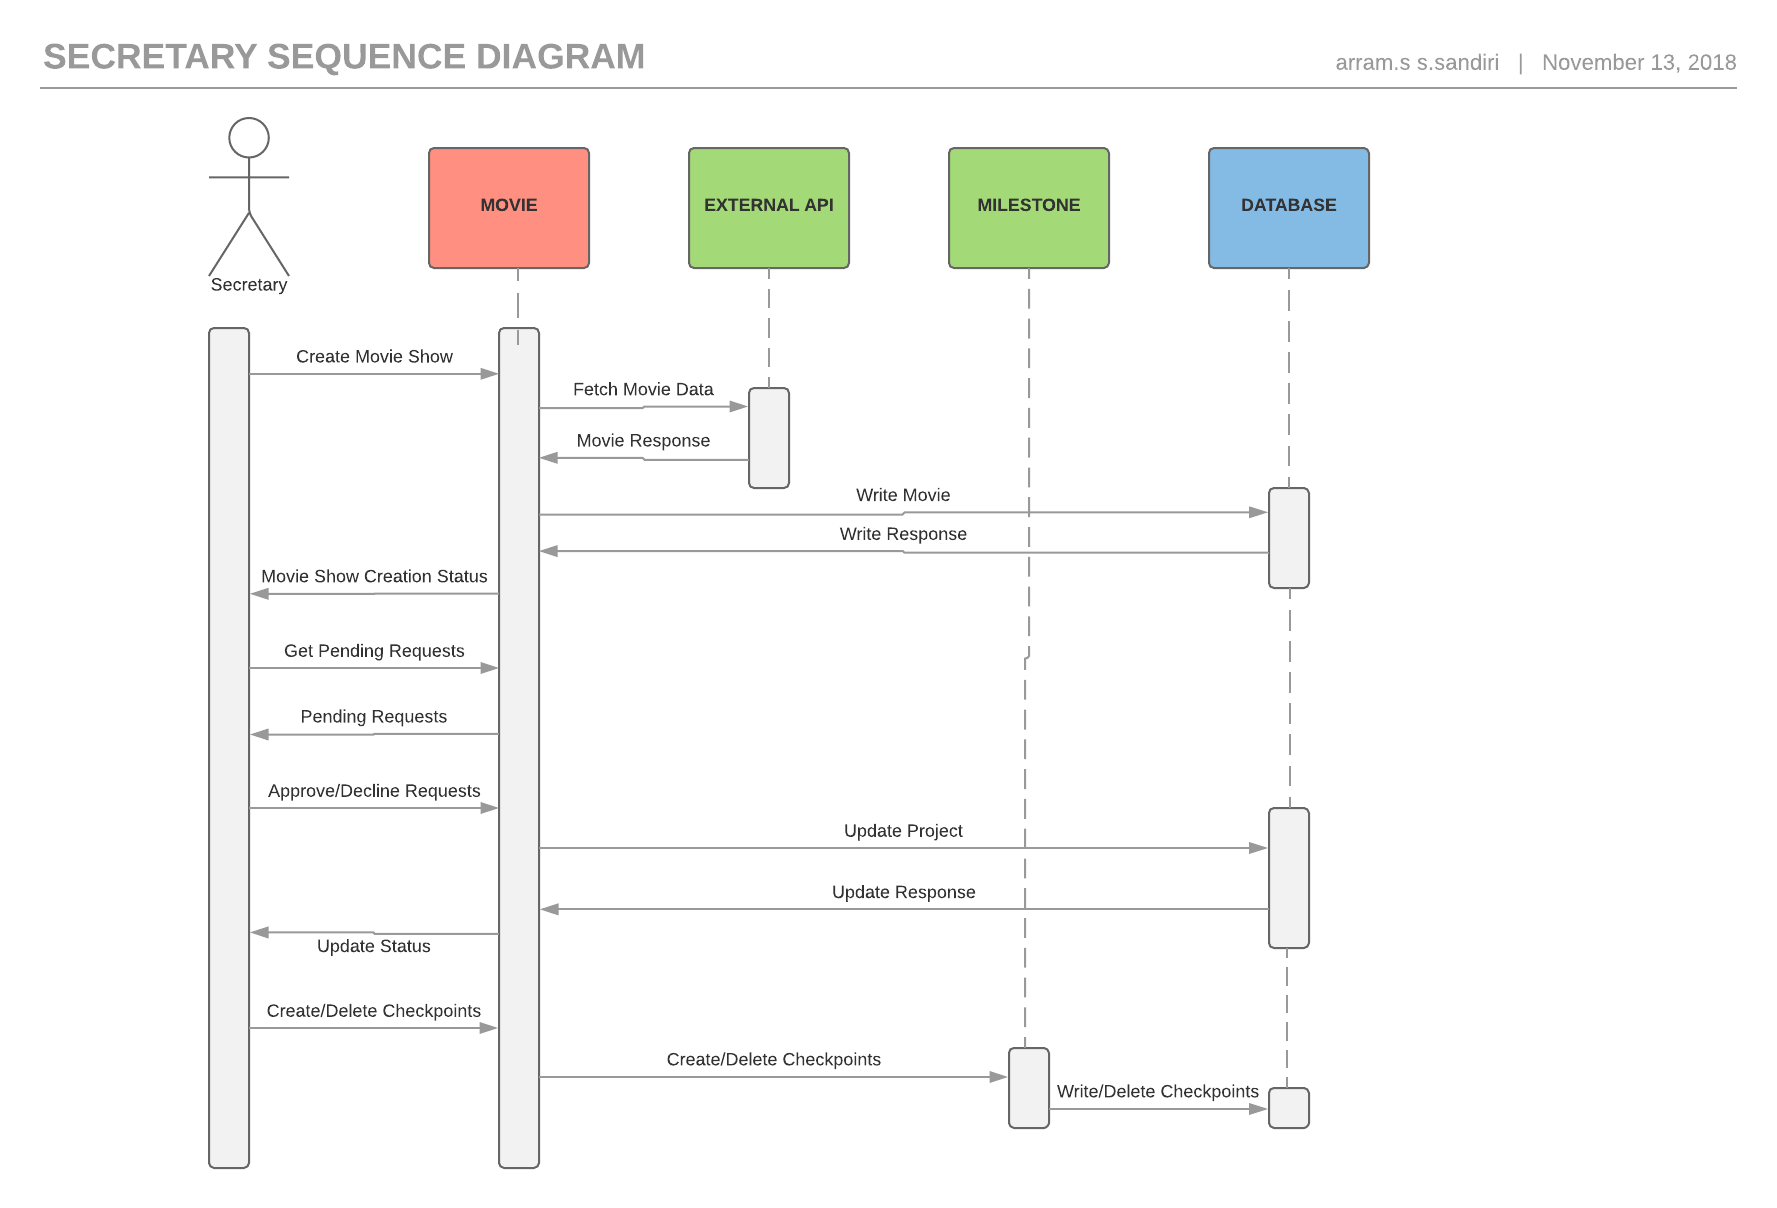 SECRETARY SEQUENCE DIAGRAM
arram.s s.sandiri | November 13, 2018
Secretary
MOVIE
EXTERNAL API
MILESTONE
DATABASE
Create Movie Show
Fetch Movie Data
Movie Response
Write Movie
Write Response
Movie Show Creation Status
Get Pending Requests
Pending Requests
Approve/Decline Requests
Update Project
Update Response
Update Status
Create/Delete Checkpoints
Create/Delete Checkpoints
Write/Delete Checkpoints